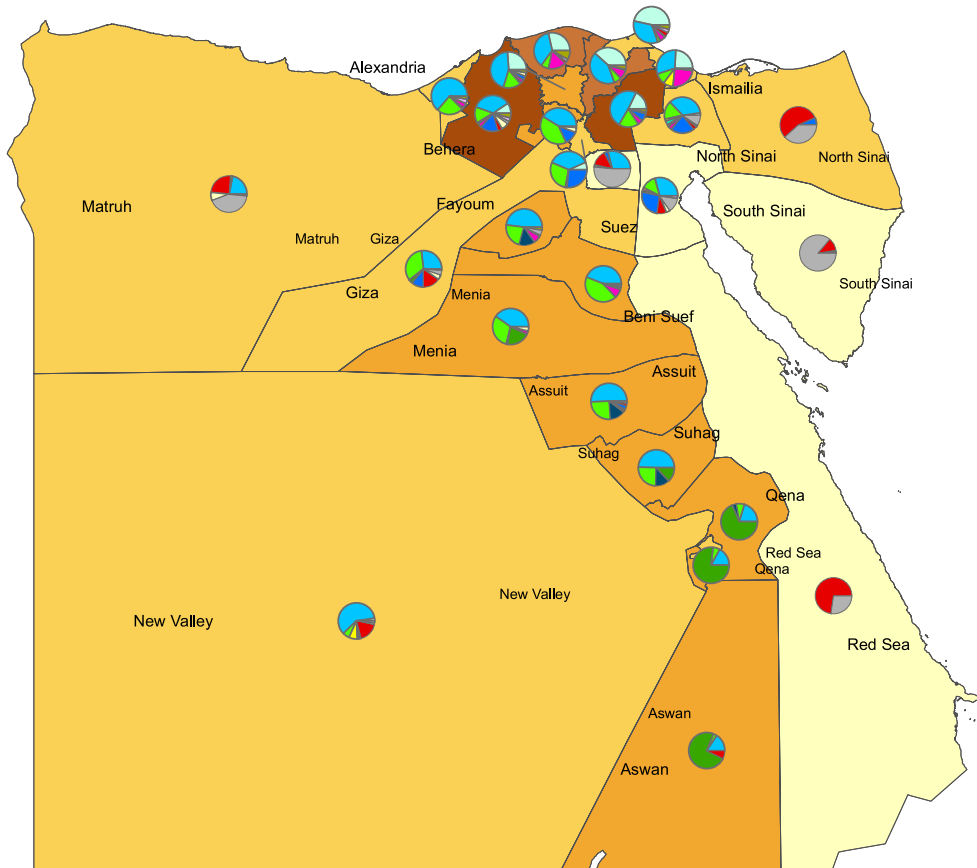 Alexandria
Ismailia
Behera
North Sinai
North Sinai
Matruh
Fayoum
South Sinai
Suez
Matruh
Giza
South Sinai
Giza
Menia
Beni Suef
Menia
Assuit
Assuit
Suhag
Suhag
Qena
Red Sea
Qena
New Valley
New Valley
Red Sea
Aswan
Aswan